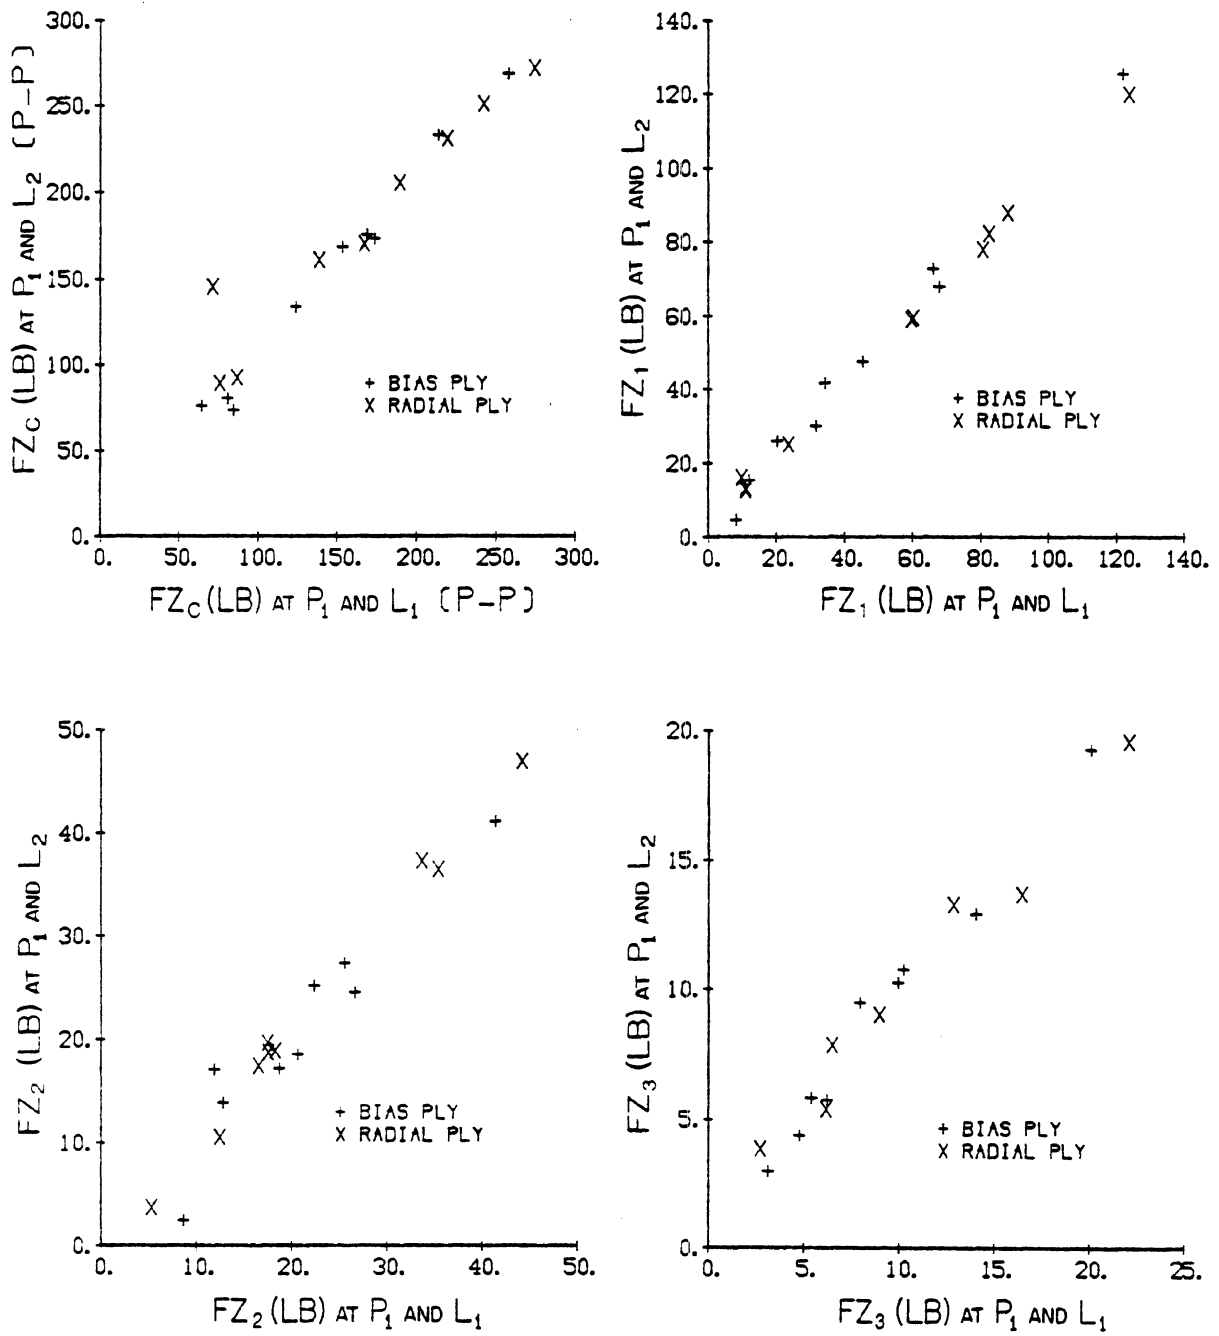 300.
250.
200.
150.
100.
50.
0.
FZC (LB) AT P1 AND L2 (P-P)
+ BIAS PLY
X RADIAL PLY
0. 50. 100. 150. 200. 250. 300.
FZC (LB) AT P1 AND L1 (P-P)
140.
120.
100.
80.
60.
40.
20.
0.
FZ1 (LB) AT P1 AND L2
+ BIAS PLY
X RADIAL PLY
0. 20. 40. 60. 80. 100. 120. 140.
FZ1 (LB) AT P1 AND L1
50.
40.
30.
20.
10.
0.
FZ2 (LB) AT P1 AND L2
+ BIAS PLY
X RADIAL PLY
0. 10. 20. 30. 40. 50.
FZ2 (LB) AT P1 AND L1
20.
15.
10.
5.
0.
FZ3 (LB) AT P1 AND L2
+ BIAS PLY
X RADIAL PLY
0. 5. 10. 15. 20. 25.
FZ3 (LB) AT P1 AND L1